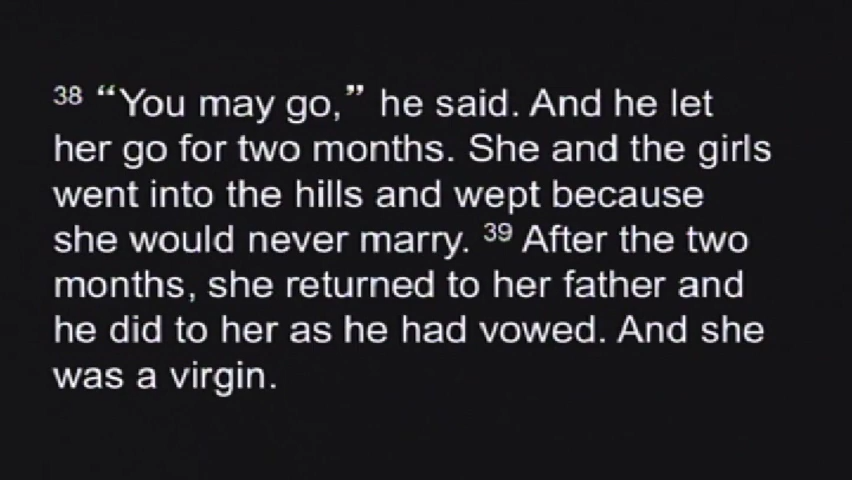 38 “You may go,” he said. And he let
her go for two months. She and the girls
went into the hills and wept because
she would never marry. 39 After the two
months, she returned to her father and
he did to her as he had vowed. And she
was a virgin.